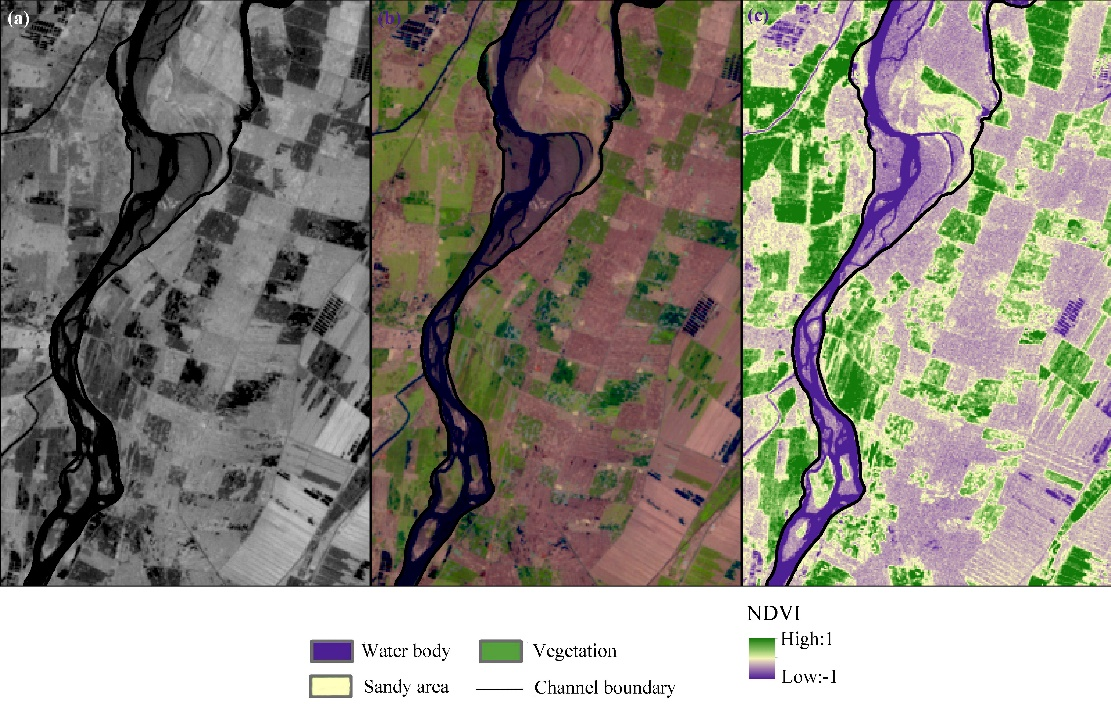 (a)
(b)
(c)
NDVI
High:1
Low:-1
Water body
Vegetation
Sandy area
Channel boundary